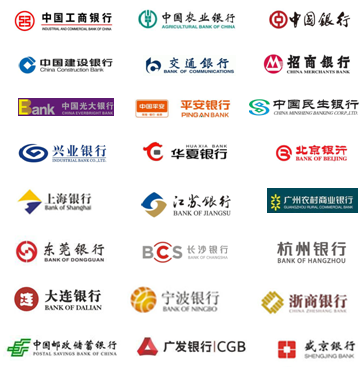 中国工商银行
INDUSTRIAL AND COMMERCIAL BANK OF CHINA
中国农业银行
AGRICULTURAL BANK OF CHINA
中国银行
中国建设银行
China Construction Bank
交通银行
BANK OF COMMUNICATIONS
招商银行
CHINA MERCHANTS BANK
Bank
中国光大银行
CHINA EVERBRIGHT BANK
中国平安
平安银行
PINGAN BANK
中国民生银行
CHINA MINSHENG BANKING CORP.,LTD.
兴业银行
INDUSTRIAL BANK CO.,LTD.
HUAXIA BANK
华夏银行
北京银行
BANK OF BEIJING
上海银行
Bank of Shanghai
江苏银行
BANK OF JIANGSU
广州农村商业银行
GUANGZHOU RURAL COMMERCIAL BANK
东莞银行
BANK OF DONGGUAN
BCS
长沙银行
BANK OF CHANGSHA
杭州银行
BANK OF HANGZHOU
大连银行
BANK OF DALIAN
宁波银行
BANK OF NINGBO
浙商银行
CHINA ZHESHANG BANK
中国邮政储蓄银行
POSTAL SAVINGS BANK OF CHINA
广发银行|CGB
盛京银行
SHENGJING BANK